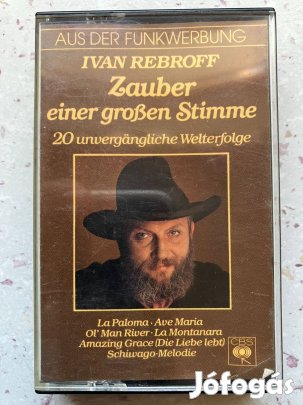 AUS DER FUNKWERBUNG
IVAN REBROFF
Zauber
einer großen Stimme
20 unvergängliche Welterfolge
La Paloma · Ave Maria
Ol' Man River · La Montanara
Amazing Grace (Die Liebe lebt)
Schiwago-Melodie
CBS
Jófogás